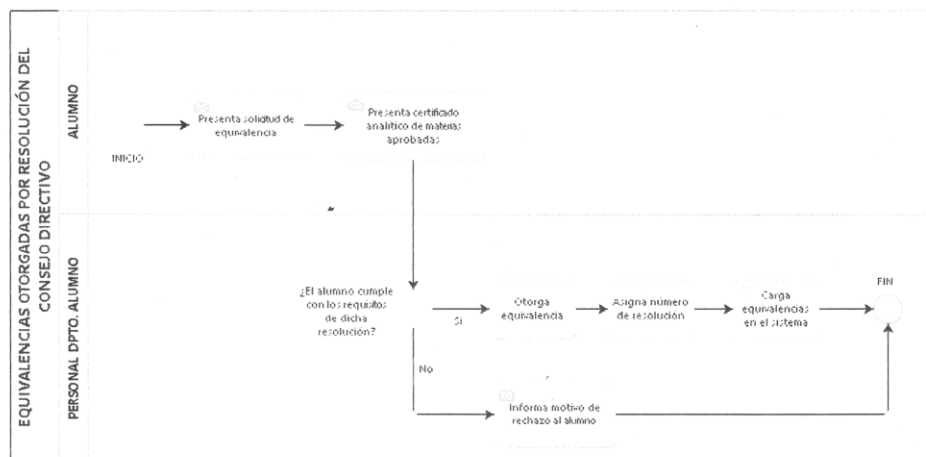 EQUIVALENCIAS OTORGADAS POR RESOLUCIÓN DEL
CONSEJO DIRECTIVO
ALUMNO
INICIO
Presenta solicitud de
equivalencia
Presenta certificado
analítico de materias
aprobadas
PERSONAL DPTO. ALUMNO
¿El alumno cumple
con los requisitos
de dicha
resolución?
Si
Otorga
equivalencia
Asigna número
de resolución
Carga
equivalencias
en el sistema
FIN
No
Informa motivo de
rechazo al alumno